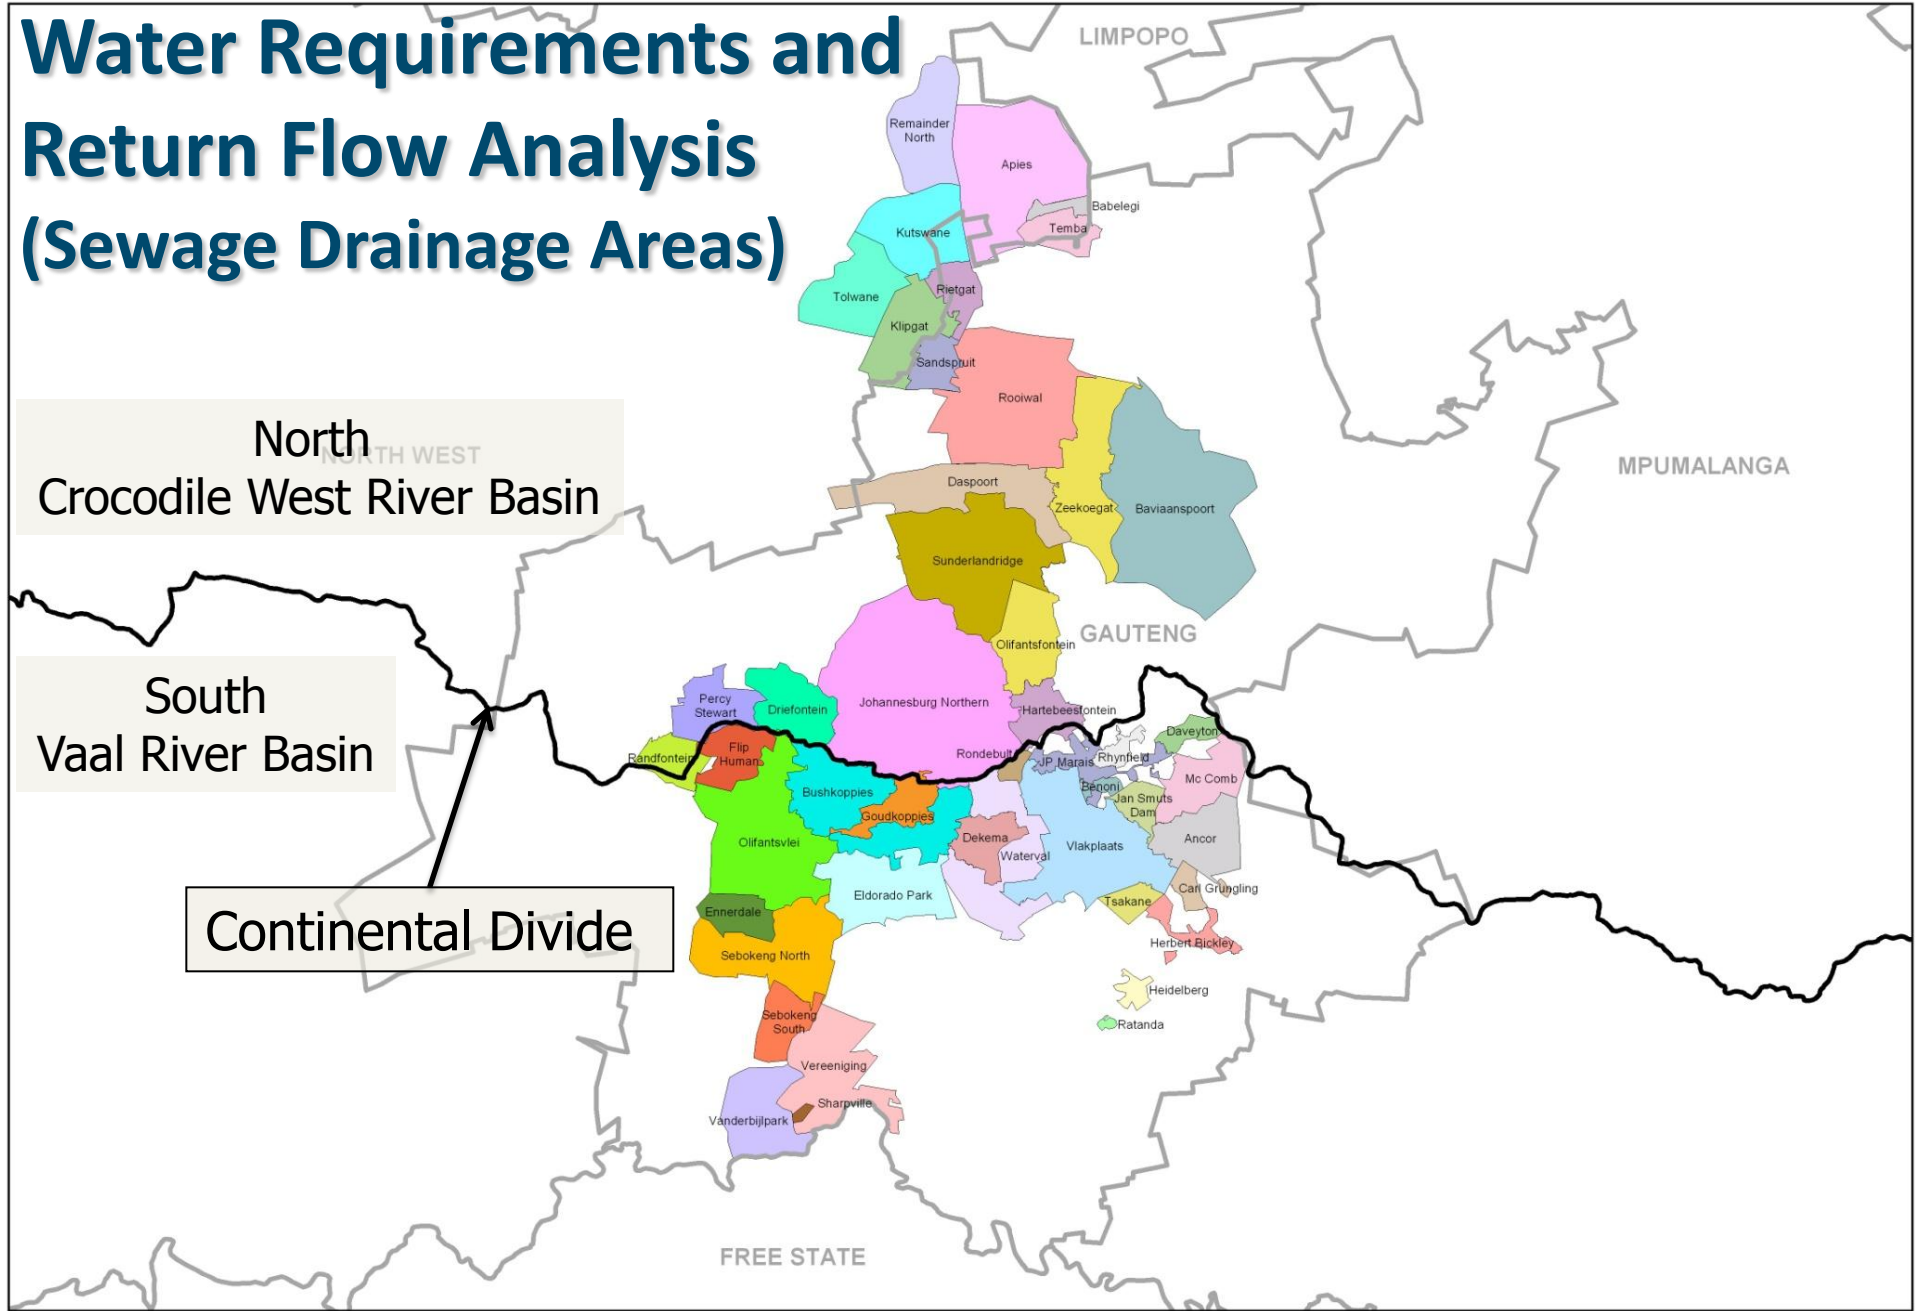 Water Requirements and
Return Flow Analysis
(Sewage Drainage Areas)
LIMPOPO
Remainder
North
Apies
Babelegi
Temba
Kutswane
Rietgat
Tolwane
Klipgat
Sandspruit
Rooiwal
North
NORTH WEST
Crocodile West River Basin
MPUMALANGA
Daspoort
Zeekoegat
Baviaanspoort
Sunderlandridge
GAUTENG
Olifantsfontein
South
Vaal River Basin
Percy
Stewart
Driefontein
Johannesburg Northern
Hartebeesfontein
Daveyton
Randfontein
Flip
Human
Rondebult
JP Marais
Rhynfield
Mc Comb
Benoni
Bushkoppies
Jan Smuts
Dam
Goudkoppies
Olifantsvlei
Dekema
Waterval
Vlakplaats
Ancor
Eldorado Park
Carl Grungling
Tsakane
Ennerdale
Continental Divide
Herbert Bickley
Sebokeng North
Heidelberg
Sebokeng
South
Ratanda
Vereeniging
Sharpville
Vanderbijlpark
FREE STATE